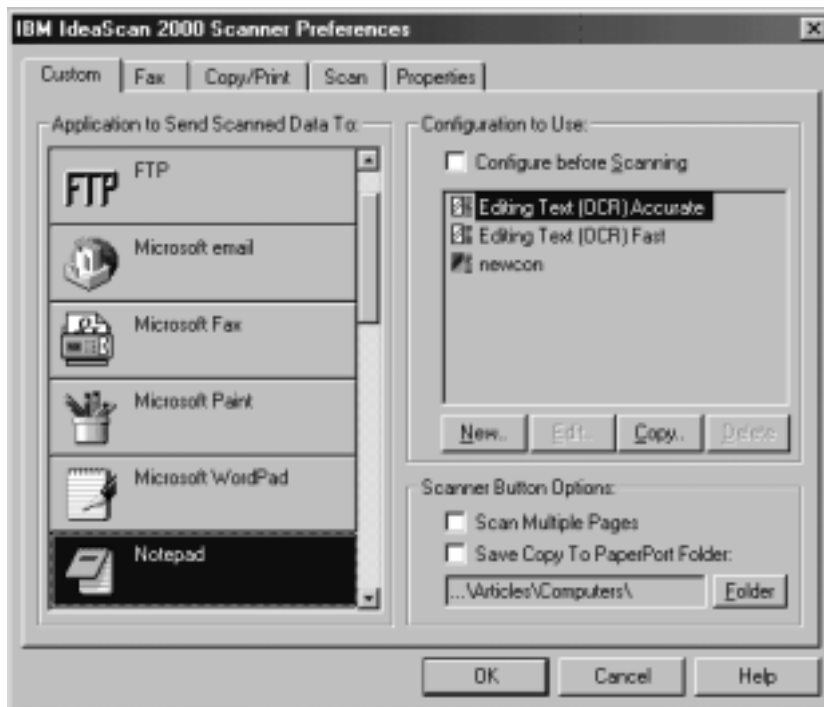 IBM IdeaScan 2000 Scanner Preferences
Custom
Fax
Copy/Print
Scan
Properties
Application to Send Scanned Data To:
FTP
FTP
Microsoft email
Microsoft Fax
Microsoft Paint
Microsoft WordPad
Notepad
Configuration to Use:
Configure before Scanning
Editing Text (OCR) Accurate
Editing Text (OCR) Fast
newcon
New..
Edit..
Copy..
Delete
Scanner Button Options:
Scan Multiple Pages
Save Copy To PaperPort Folder:
...\Articles\Computers\
Folder
OK
Cancel
Help